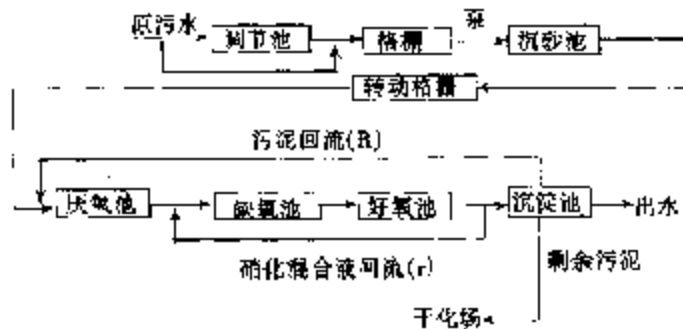 原污水 调节池 格栅 泵 沉砂池
转动格栅
污泥回流(R)
厌氧池 缺氧池 好氧池 沉淀池 出水
硝化混合液回流(r) 剩余污泥
干化场